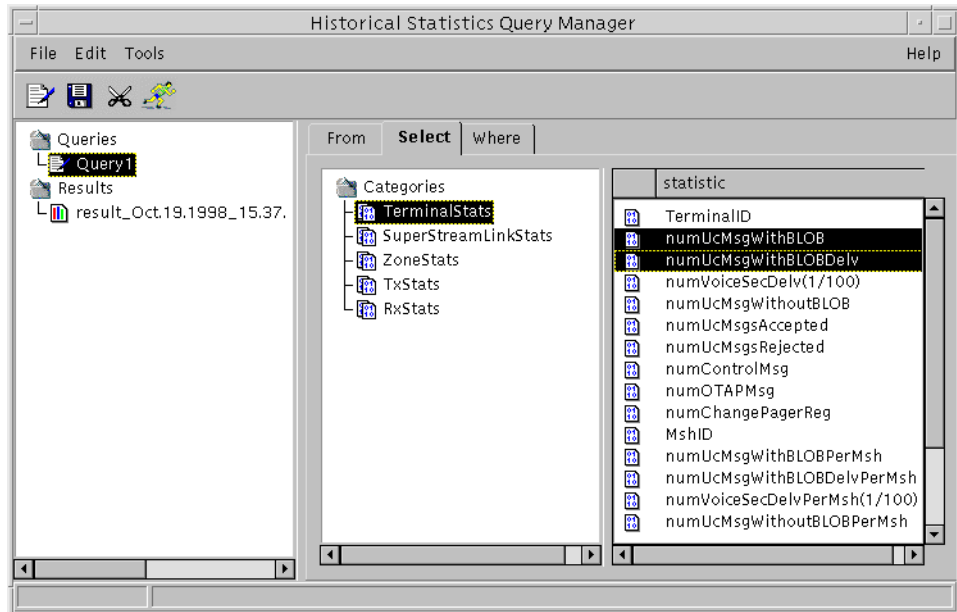 Historical Statistics Query Manager
File Edit Tools Help
Queries
Query1
Results
result_Oct.19.1998_15.37.
From Select Where
Categories
TerminalStats
SuperStreamLinkStats
ZoneStats
TxStats
RxStats
statistic
TerminalID
numUcMsgWithBLOB
numUcMsgWithBLOBDelv
numVoiceSecDelv(1/100)
numUcMsgWithoutBLOB
numUcMsgsAccepted
numUcMsgsRejected
numControlMsg
numOTAPMsg
numChangePagerReg
MshID
numUcMsgWithBLOBPerMsh
numUcMsgWithBLOBDelvPerMsh
numVoiceSecDelvPerMsh(1/100)
numUcMsgWithoutBLOBPerMsh